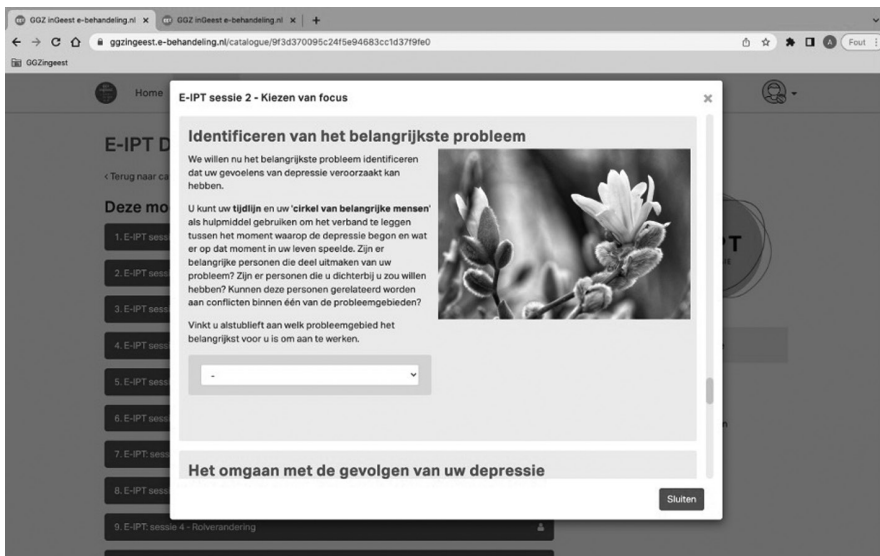 GGZ inGeest e-behandeling.nl
GGZ inGeest e-behandeling.nl
ggzingeest.e-behandeling.nl/catalogue/9f3d370095c24f5e94683cc1d37f9fe0
A
Fout
GGZingeest
Home
E-IPT sessie 2 - Kiezen van focus
E-IPT D
< Terug naar ca
Deze mo
1. E-IPT sess
2. E-IPT sess
3. E-IPT sess
4. E-IPT sess
5. E-IPT sess
6. E-IPT sess
7. E-IPT: sess
8. E-IPT sess
9. E-IPT: sessie 4 - Rolverandering
Identificeren van het belangrijkste probleem
We willen nu het belangrijkste probleem identificeren
dat uw gevoelens van depressie veroorzaakt kan
hebben.
U kunt uw tijdlijn en uw 'cirkel van belangrijke mensen'
als hulpmiddel gebruiken om het verband te leggen
tussen het moment waarop de depressie begon en wat
er op dat moment in uw leven speelde. Zijn er
belangrijke personen die deel uitmaken van uw
probleem? Zijn er personen die u dichterbij u zou willen
hebben? Kunnen deze personen gerelateerd worden
aan conflicten binnen één van de probleemgebieden?
Vinkt u alstublieft aan welk probleemgebied het
belangrijkst voor u is om aan te werken.
-
Het omgaan met de gevolgen van uw depressie
Sluiten